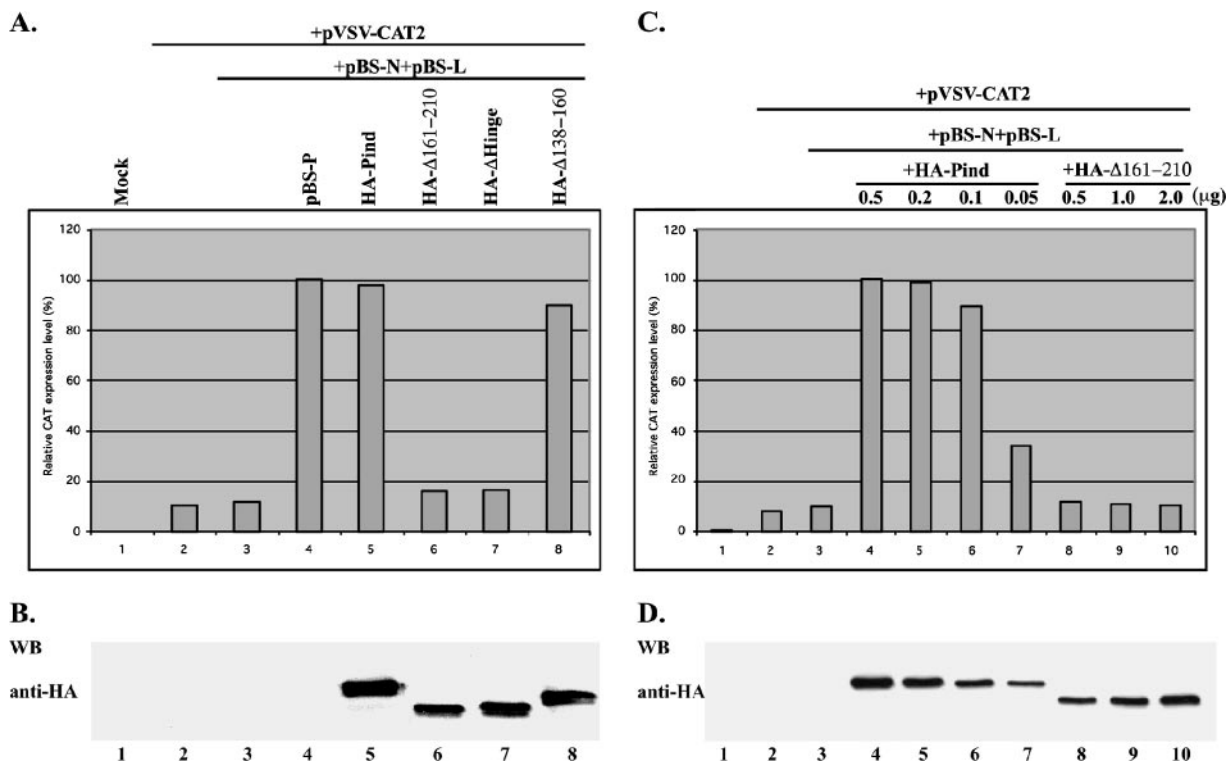 A.
+pVSV-CAT2
+pBS-N+pBS-L
Mock
pBS-P
HA-Pind
HA-Δ161–210
HA-ΔHinge
HA-Δ138–160
Relative CAT expression level (%)
120
100
80
60
40
20
0
1 2 3 4 5 6 7 8
B.
WB
anti-HA
1 2 3 4 5 6 7 8
C.
+pVSV-CAT2
+pBS-N+pBS-L
+HA-Pind +HA-Δ161–210
0.5 0.2 0.1 0.05 0.5 1.0 2.0 (μg)
Relative CAT expression level (%)
120
100
80
60
40
20
0
1 2 3 4 5 6 7 8 9 10
D.
WB
anti-HA
1 2 3 4 5 6 7 8 9 10